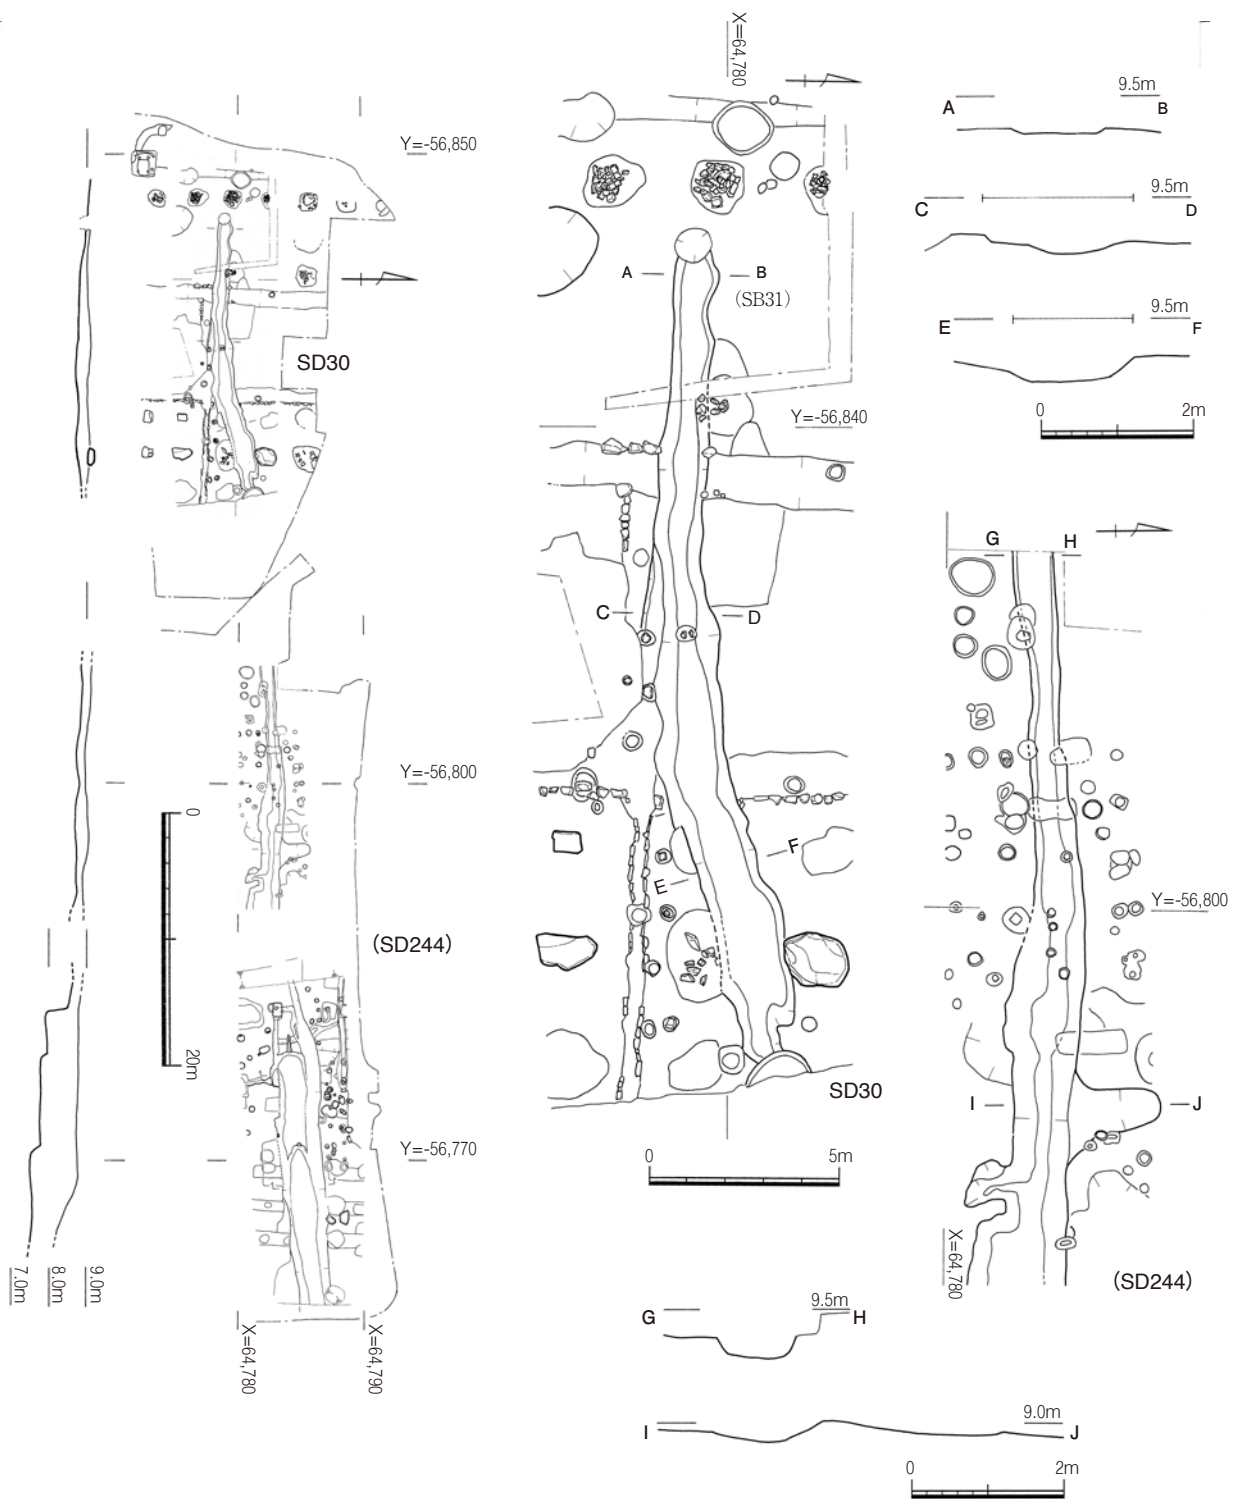 Y=-56,850
SD30
Y=-56,800
(SD244)
Y=-56,770
0
20m
7.0m
8.0m
9.0m
X=64,780
X=64,790
X=64,780
A
B
(SB31)
Y=-56,840
C
D
E
F
SD30
0
5m
9.5m
A
B
9.5m
C
D
9.5m
E
F
0
2m
G
H
Y=-56,800
I
J
X=64,780
(SD244)
9.5m
G
H
9.0m
I
J
0
2m